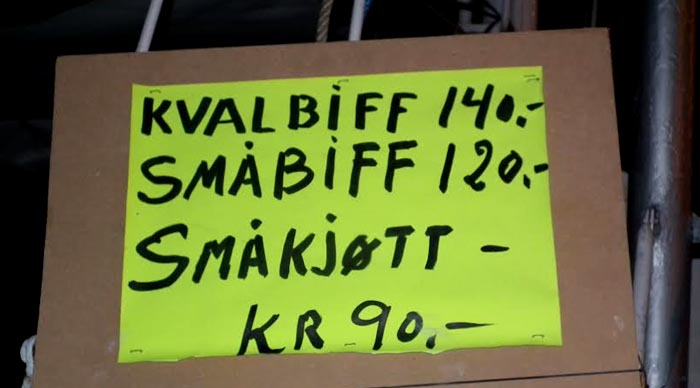 KVALBIFF 140.-
SMÅBIFF 120.-
SMÅKJØTT -
KR 90.-